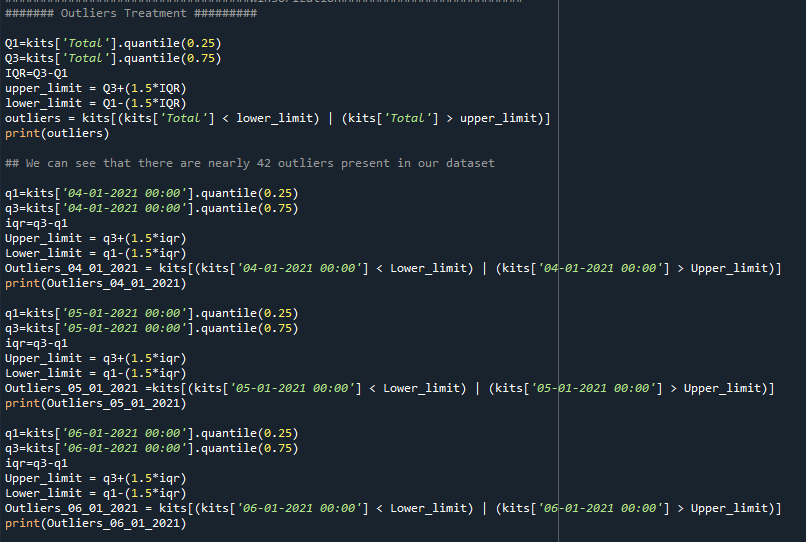 Winsorization
####### Outliers Treatment #########
Q1=kits['Total'].quantile(0.25)
Q3=kits['Total'].quantile(0.75)
IQR=Q3-Q1
upper_limit = Q3+(1.5*IQR)
lower_limit = Q1-(1.5*IQR)
outliers = kits[(kits['Total'] < lower_limit) | (kits['Total'] > upper_limit)]
print(outliers)
## We can see that there are nearly 42 outliers present in our dataset
q1=kits['04-01-2021 00:00'].quantile(0.25)
q3=kits['04-01-2021 00:00'].quantile(0.75)
iqr=q3-q1
Upper_limit = q3+(1.5*iqr)
Lower_limit = q1-(1.5*iqr)
Outliers_04_01_2021 = kits[(kits['04-01-2021 00:00'] < Lower_limit) | (kits['04-01-2021 00:00'] > Upper_limit)]
print(Outliers_04_01_2021)
q1=kits['05-01-2021 00:00'].quantile(0.25)
q3=kits['05-01-2021 00:00'].quantile(0.75)
iqr=q3-q1
Upper_limit = q3+(1.5*iqr)
Lower_limit = q1-(1.5*iqr)
Outliers_05_01_2021 =kits[(kits['05-01-2021 00:00'] < Lower_limit) | (kits['05-01-2021 00:00'] > Upper_limit)]
print(Outliers_05_01_2021)
q1=kits['06-01-2021 00:00'].quantile(0.25)
q3=kits['06-01-2021 00:00'].quantile(0.75)
iqr=q3-q1
Upper_limit = q3+(1.5*iqr)
Lower_limit = q1-(1.5*iqr)
Outliers_06_01_2021 = kits[(kits['06-01-2021 00:00'] < Lower_limit) | (kits['06-01-2021 00:00'] > Upper_limit)]
print(Outliers_06_01_2021)